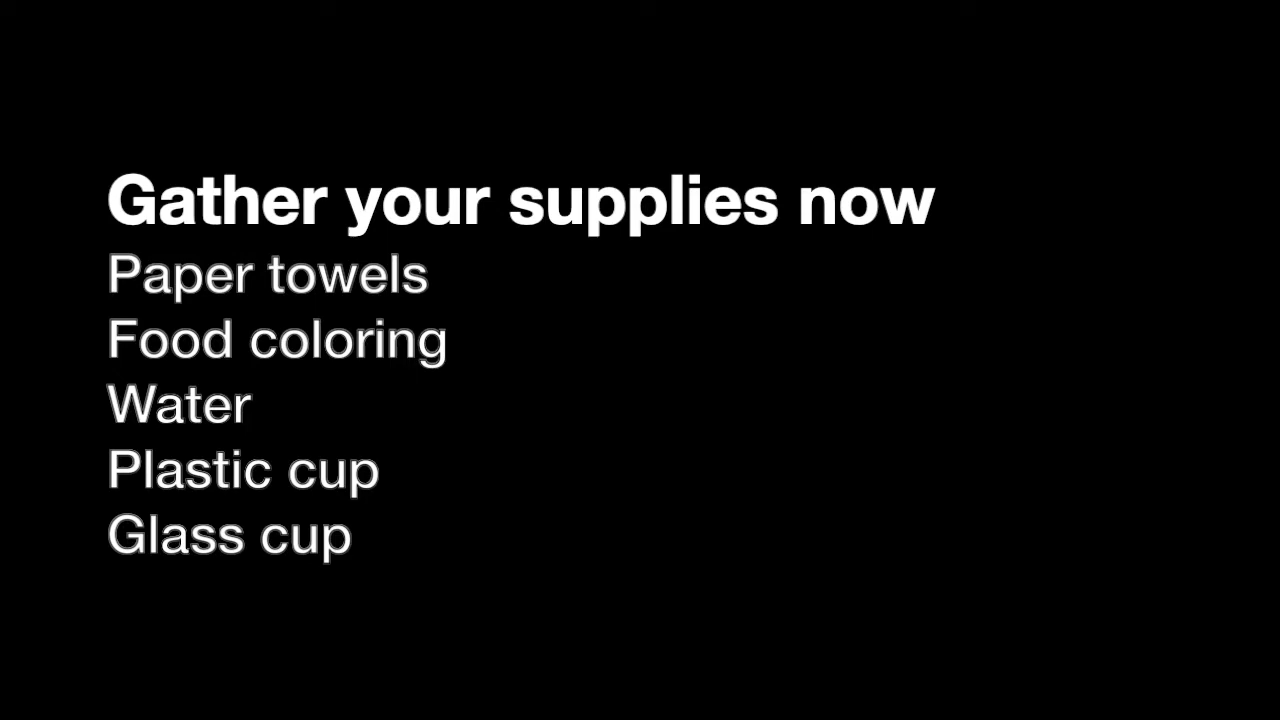 Gather your supplies now
Paper towels
Food coloring
Water
Plastic cup
Glass cup